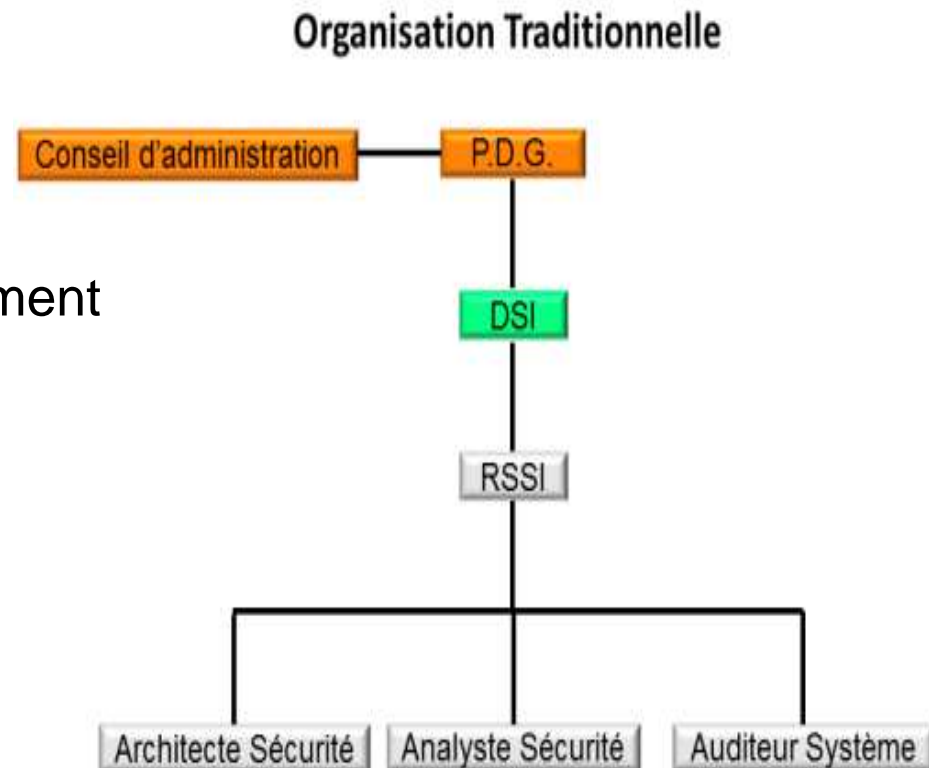 Organisation Traditionnelle
Conseil d'administration P.D.G.
ment
DSI
RSSI
Architecte Sécurité Analyste Sécurité Auditeur Système